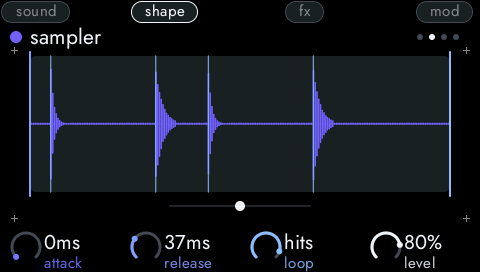 sound shape fx mod
sampler
0ms 37ms hits 80%
attack release loop level